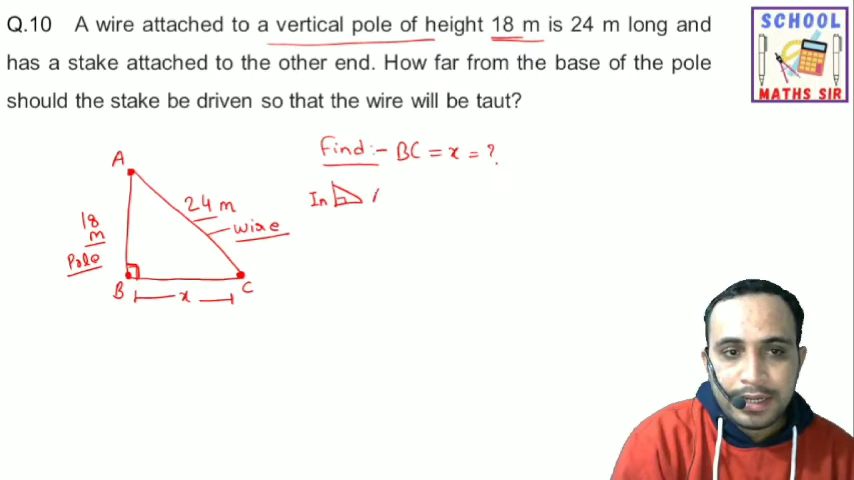 Q.10 A wire attached to a vertical pole of height 18 m is 24 m long and
has a stake attached to the other end. How far from the base of the pole
should the stake be driven so that the wire will be taut?
SCHOOL
MATHS SIR
Find :- BC = x = ?
In
A
24 m
wire
18
m
Pole
B
x
C